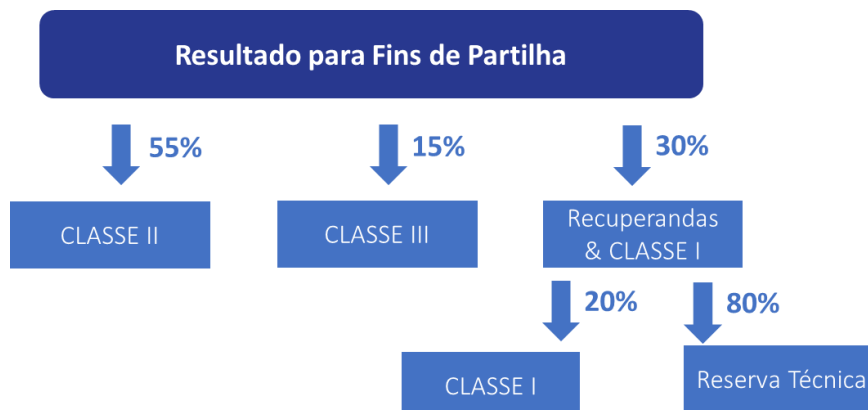 Resultado para Fins de Partilha
55%
15%
30%
CLASSE II
CLASSE III
Recuperandas
& CLASSE I
20%
80%
CLASSE I
Reserva Técnica